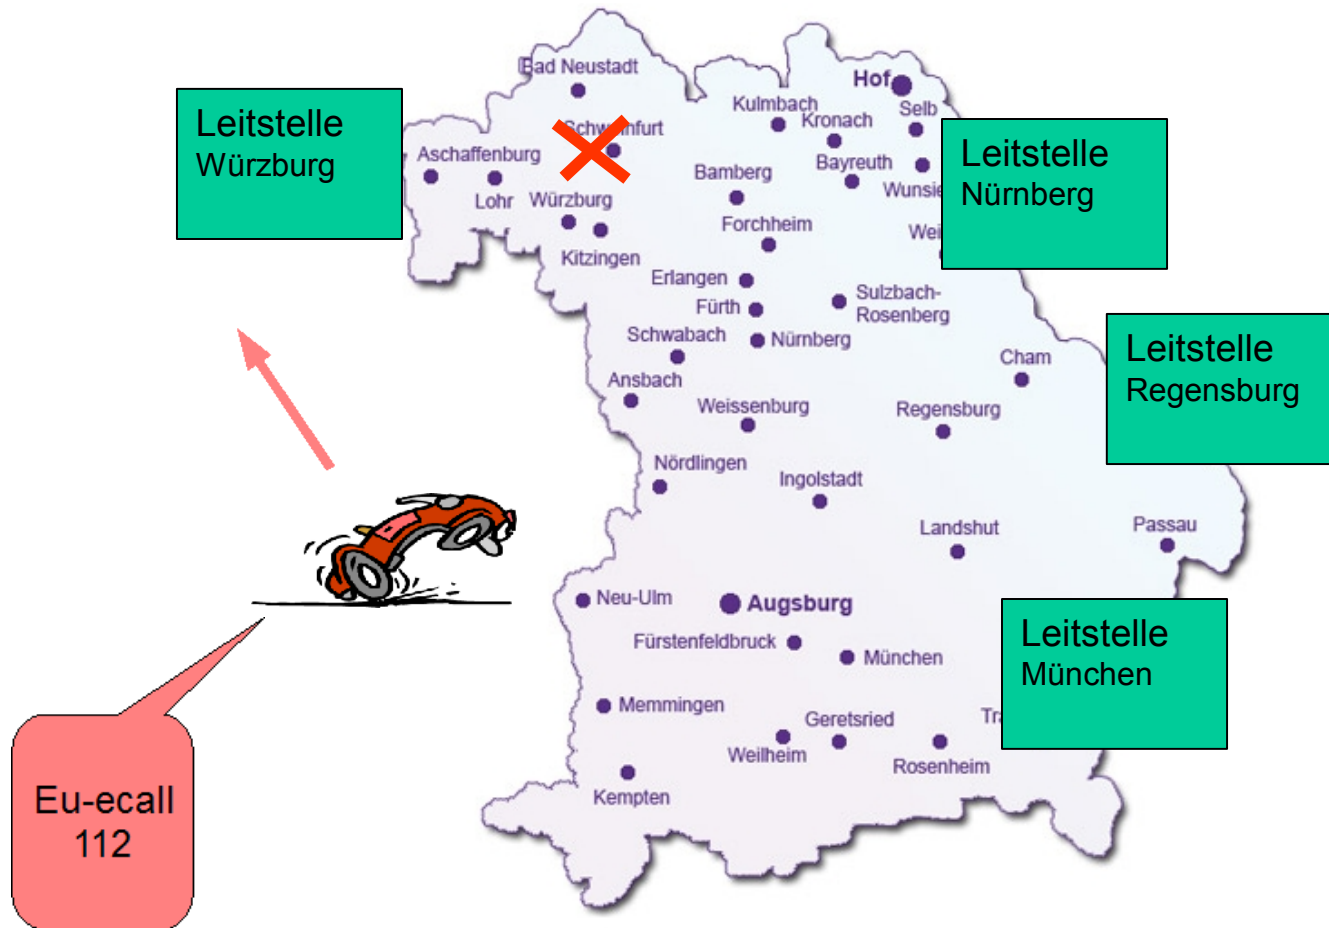 Bad Neustadt
Hof
Leitstelle
Würzburg
Kulmbach
Selb
Kronach
Leitstelle
Nürnberg
Aschaffenburg
Bayreuth
Bamberg
Lohr
Würzburg
Forchheim
Kitzingen
Erlangen
Sulzbach-
Rosenberg
Fürth
Schwabach
Nürnberg
Leitstelle
Regensburg
Cham
Ansbach
Weissenburg
Regensburg
Nördlingen
Ingolstadt
Landshut
Passau
Neu-Ulm
Augsburg
Leitstelle
München
Fürstenfeldbruck
München
Memmingen
Geretsried
Weilheim
Rosenheim
Kempten
Eu-ecall
112